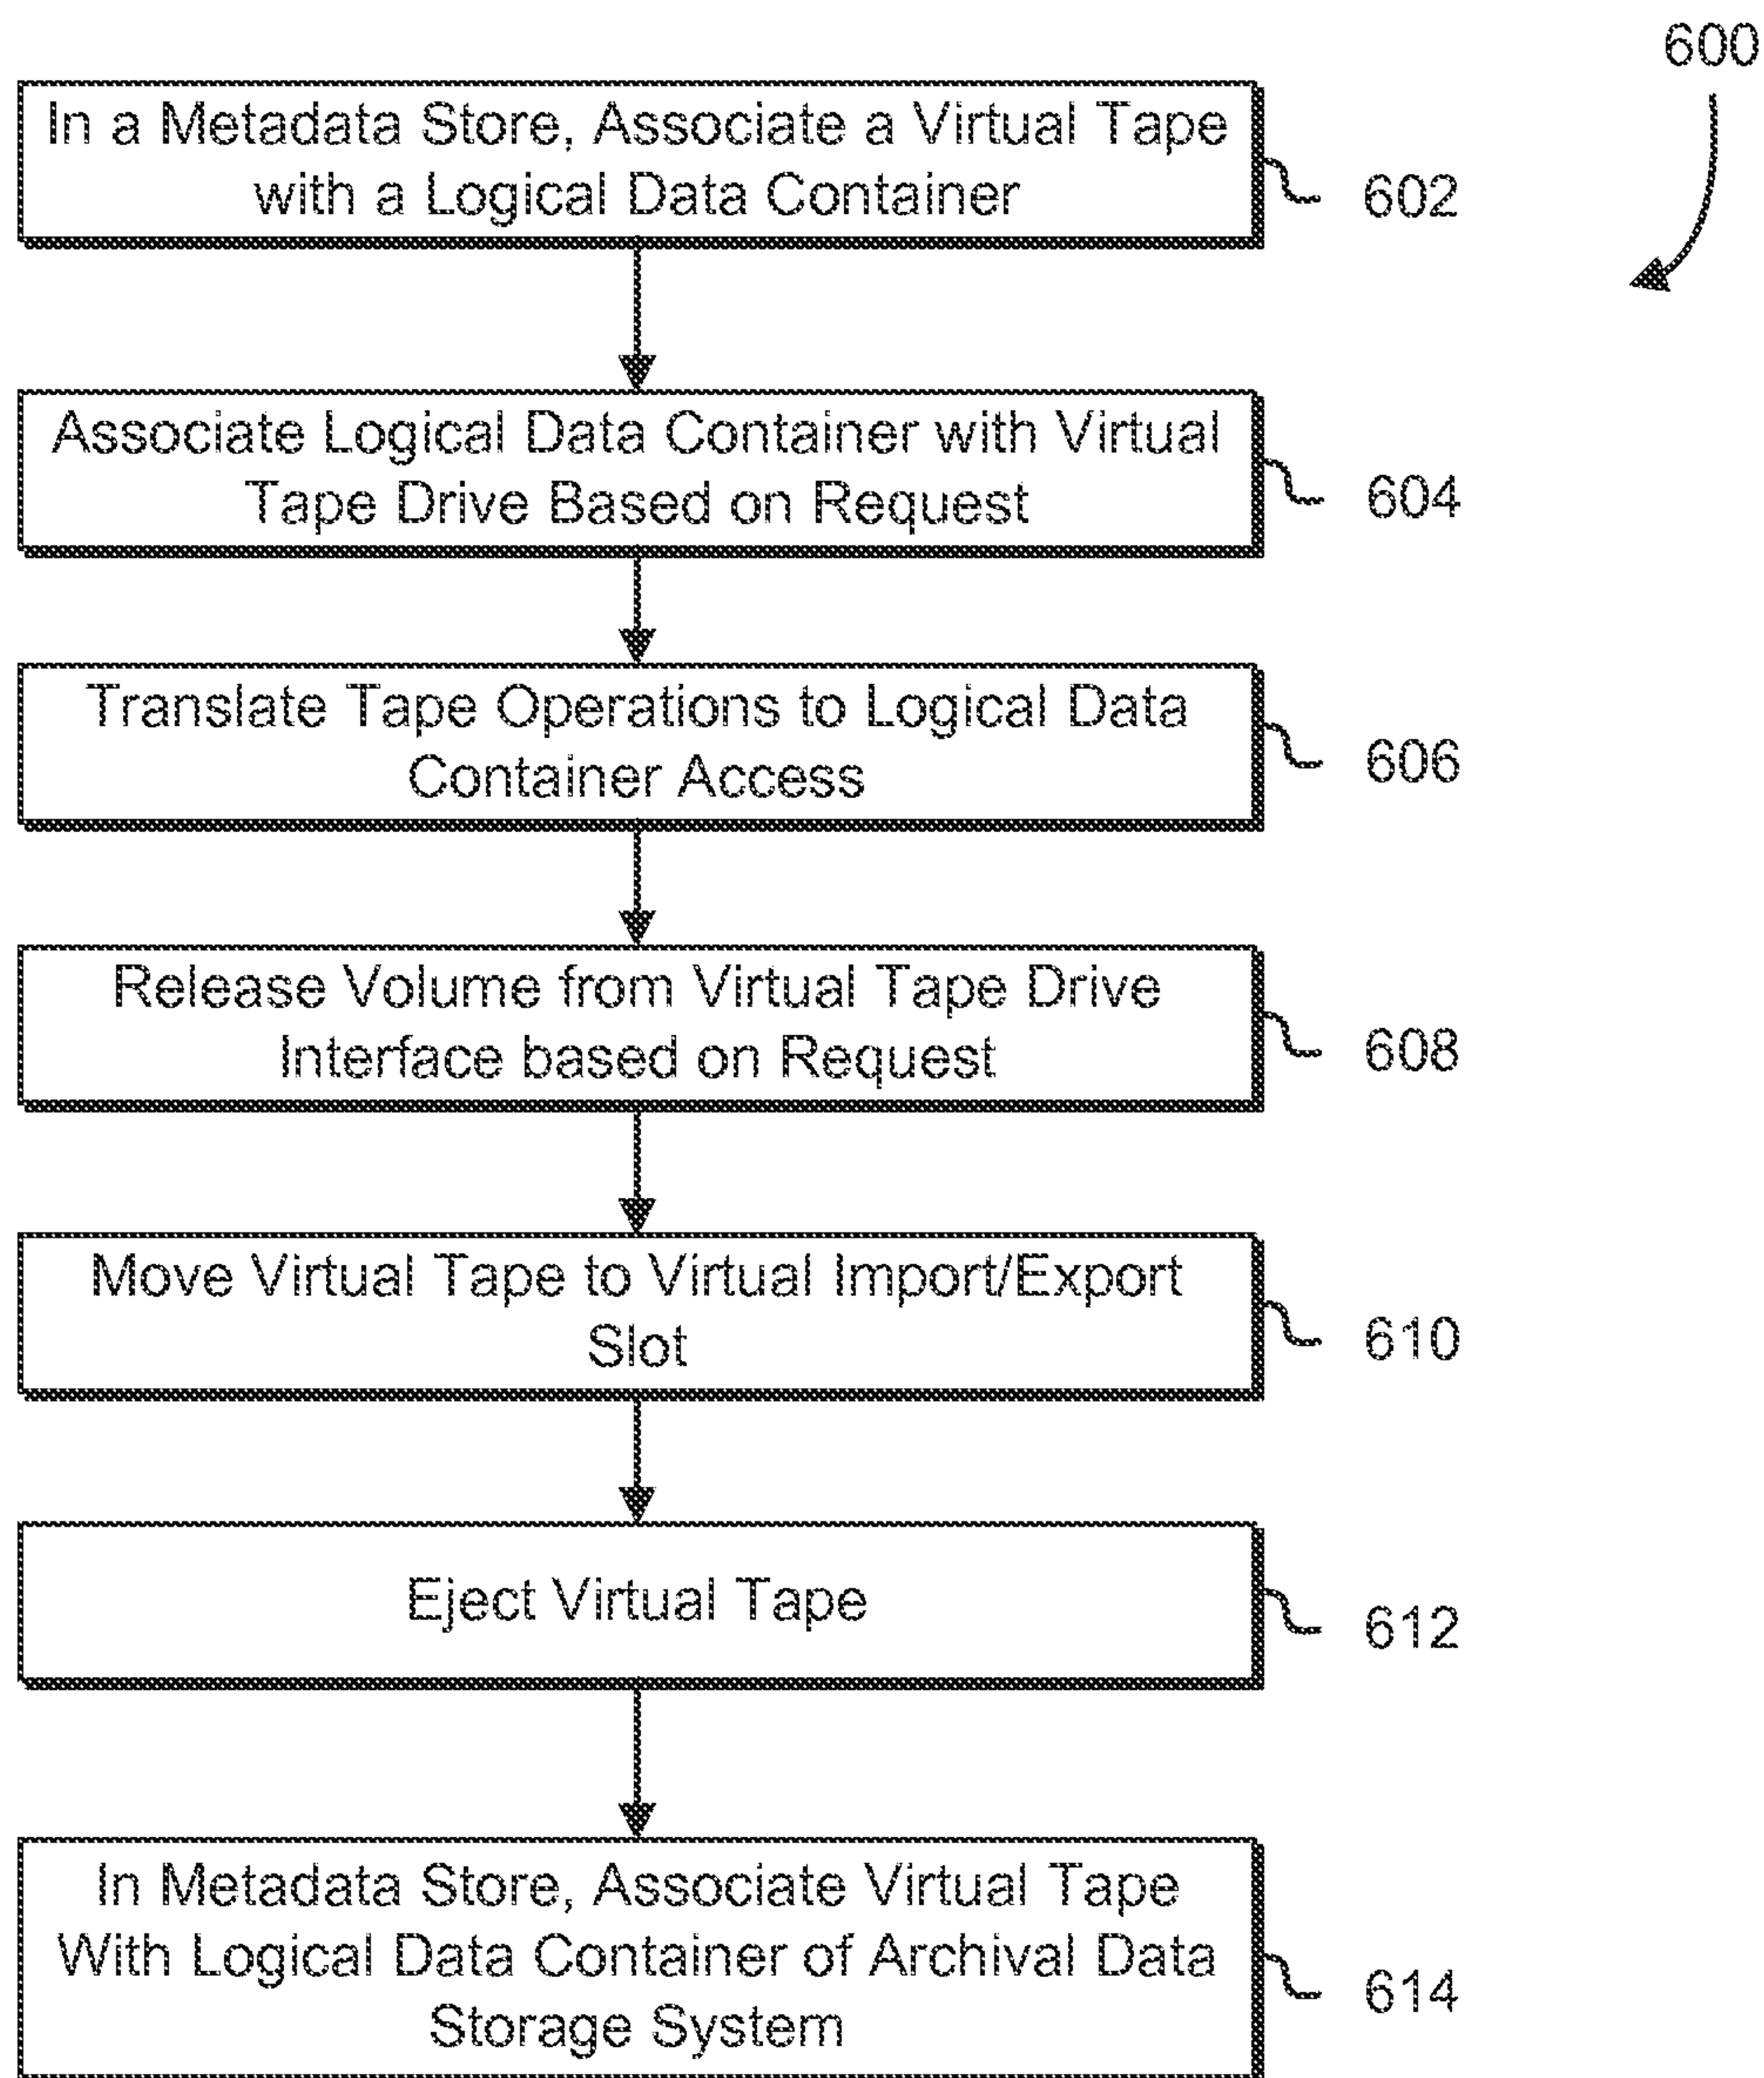 600
In a Metadata Store, Associate a Virtual Tape
with a Logical Data Container
602
Associate Logical Data Container with Virtual
Tape Drive Based on Request
604
Translate Tape Operations to Logical Data
Container Access
606
Release Volume from Virtual Tape Drive
Interface based on Request
608
Move Virtual Tape to Virtual Import/Export
Slot
610
Eject Virtual Tape
612
In Metadata Store, Associate Virtual Tape
With Logical Data Container of Archival Data
Storage System
614